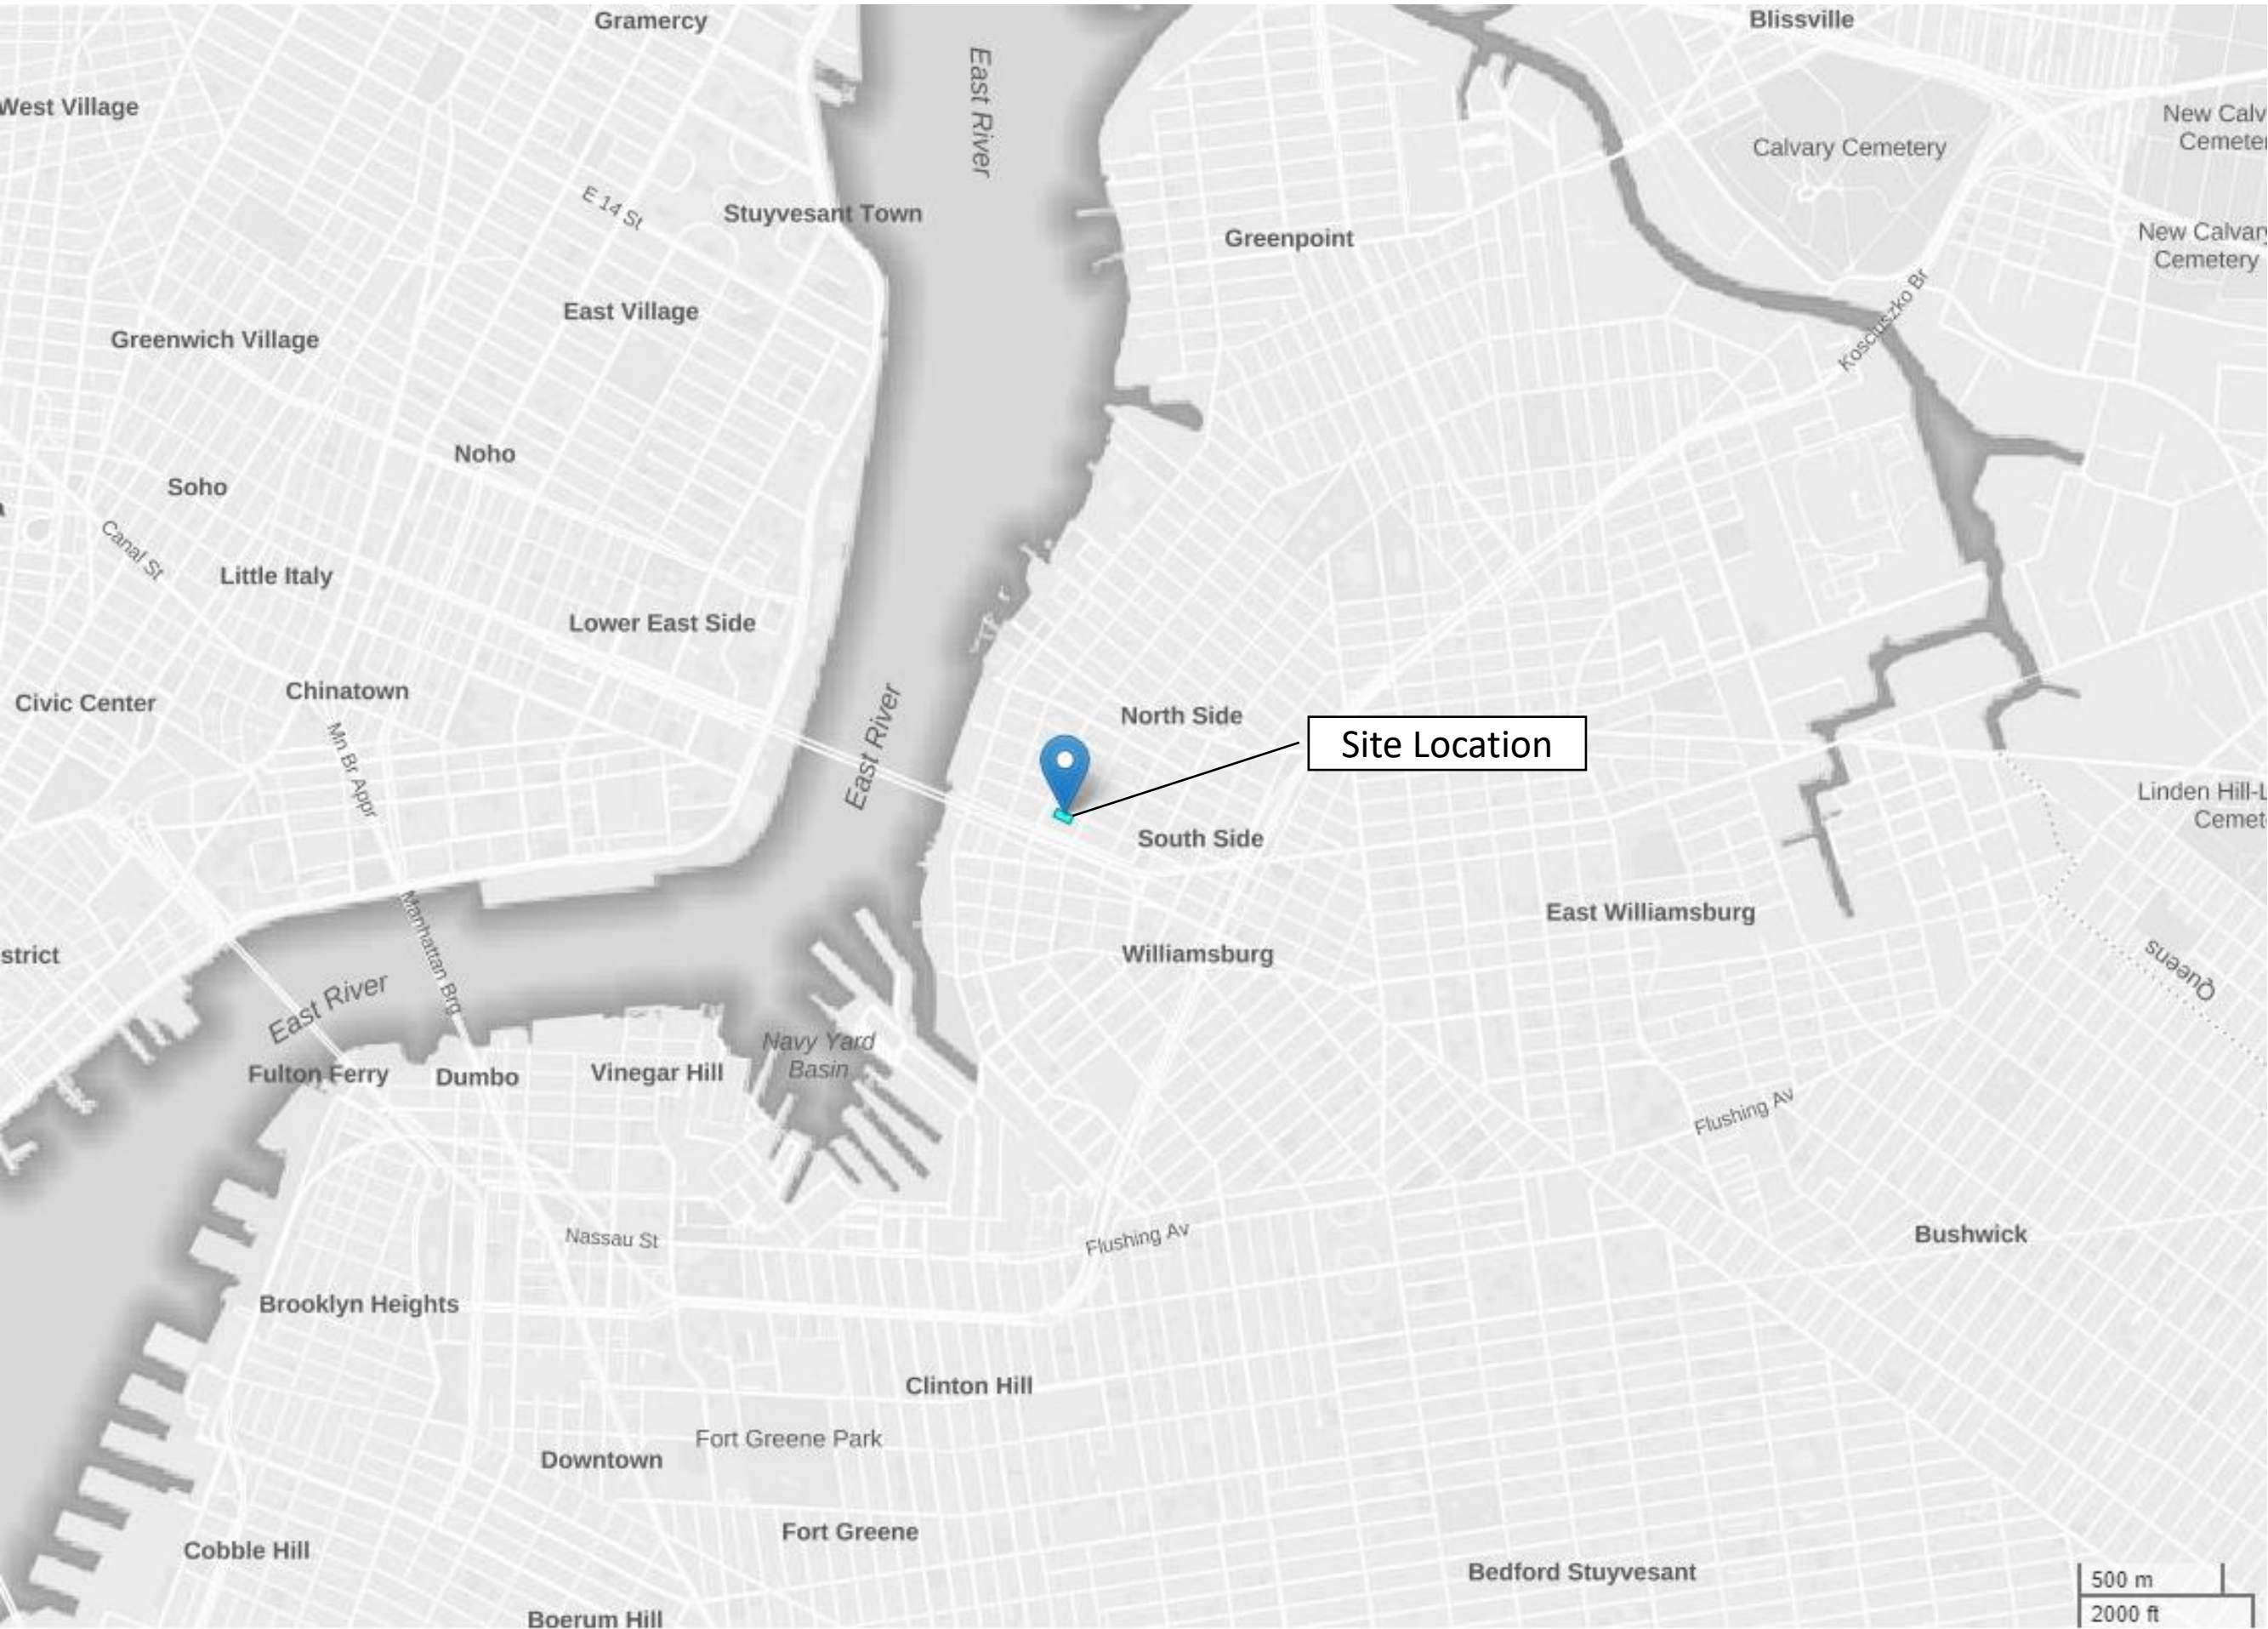 Gramercy
Blissville
West Village
East River
New Calv
Cemete
Calvary Cemetery
E 14 St
Stuyvesant Town
Greenpoint
New Calvary
Cemetery
East Village
Kosciuszko Br
Greenwich Village
Noho
Soho
Canal St
Little Italy
Lower East Side
Chinatown
Civic Center
North Side
East River
Site Location
Mn Br Appr
Linden Hill-L
Cemet
South Side
East Williamsburg
Manhattan Brg
strict
Williamsburg
Queens
East River
Navy Yard
Basin
Fulton Ferry
Dumbo
Vinegar Hill
Flushing Av
Nassau St
Flushing Av
Bushwick
Brooklyn Heights
Clinton Hill
Fort Greene Park
Downtown
Fort Greene
Cobble Hill
Bedford Stuyvesant
500 m
2000 ft
Boerum Hill